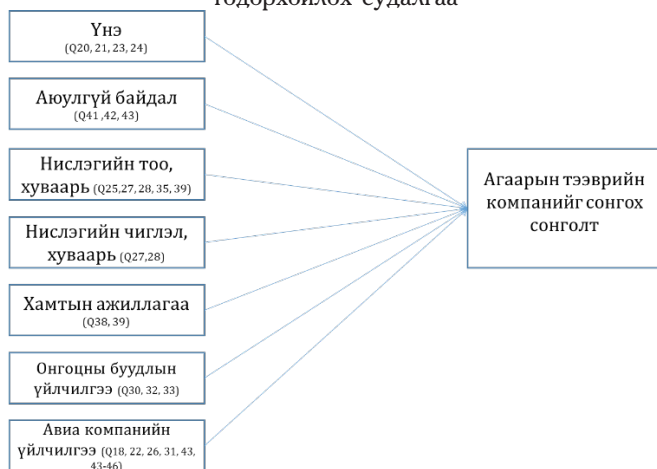 тодорхойлох судалгаа
Үнэ
(Q20, 21, 23, 24)
Аюулгүй байдал
(Q41 ,42, 43)
Нислэгийн тоо,
хуваарь (Q25,27, 28, 35, 39)
Нислэгийн чиглэл,
хуваарь (Q27,28)
Хамтын ажиллагаа
(Q38, 39)
Онгоцны буудлын
үйлчилгээ (Q30, 32, 33)
Авиа компанийн
үйлчилгээ (Q18, 22, 26, 31, 43,
43-46)
Агаарын тээврийн
компанийг сонгох
сонголт